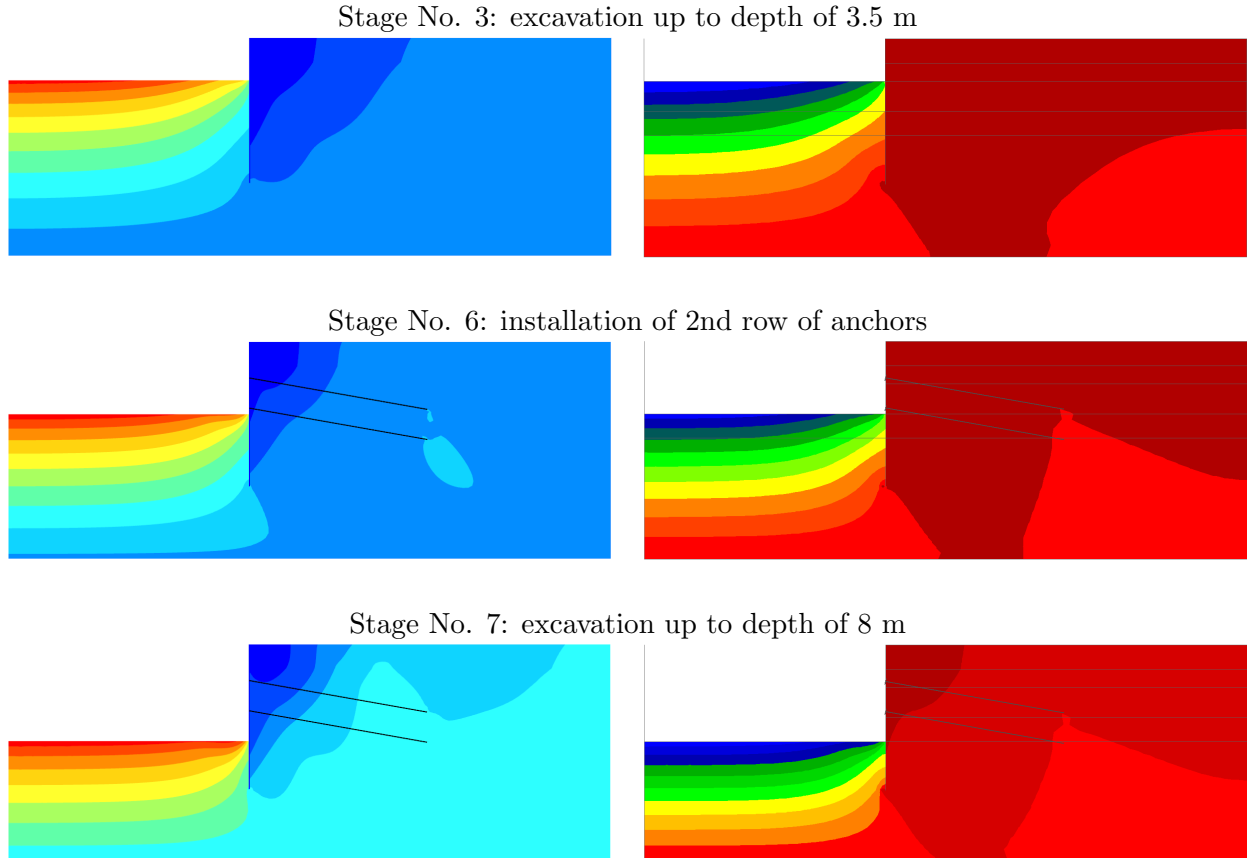 Stage No. 3: excavation up to depth of 3.5 m
Stage No. 6: installation of 2nd row of anchors
Stage No. 7: excavation up to depth of 8 m